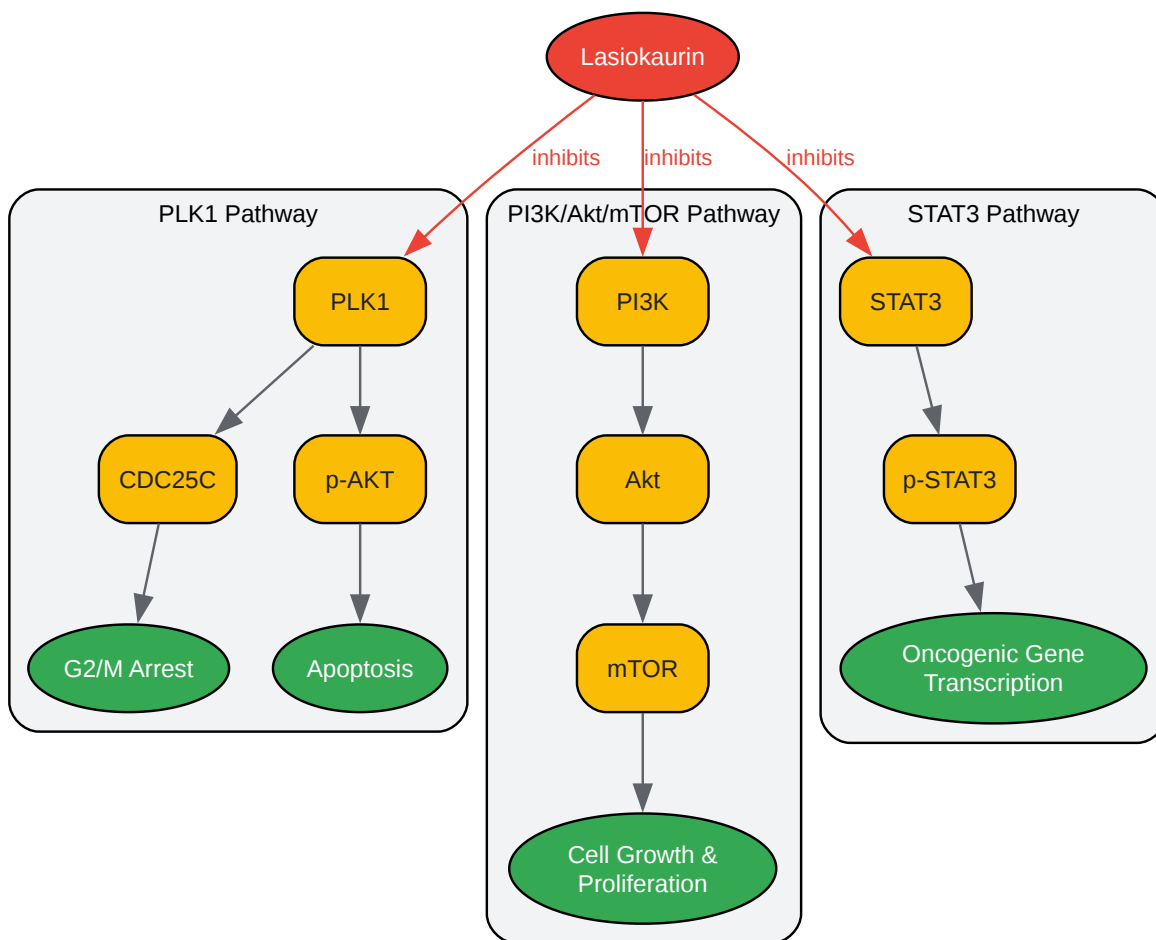 Lasiokaurin
inhibits
inhibits
inhibits
PLK1 Pathway
PI3K/Akt/mTOR Pathway
STAT3 Pathway
PLK1
PI3K
STAT3
CDC25C
p-AKT
Akt
p-STAT3
G2/M Arrest
Apoptosis
mTOR
Oncogenic Gene
Transcription
Cell Growth &
Proliferation